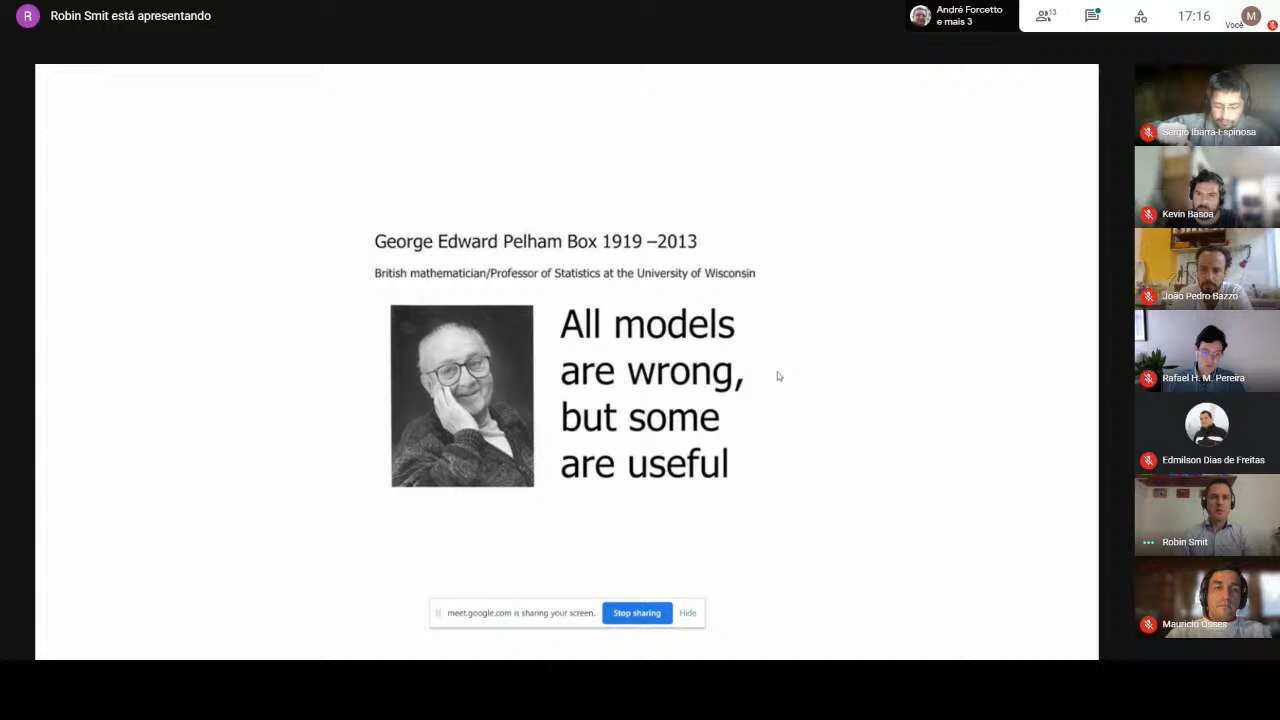 R Robin Smit está apresentando
André Forcetto
e mais 3
13
17:16
Você
M
George Edward Pelham Box 1919 –2013
British mathematician/Professor of Statistics at the University of Wisconsin
All models
are wrong,
but some
are useful
meet.google.com is sharing your screen. Stop sharing Hide
Sergio Ibarra-Espinosa
Kevin Basoa
João Pedro Bazzo
Rafael H. M. Pereira
Edmilson Dias de Freitas
Robin Smit
Mauricio Osses